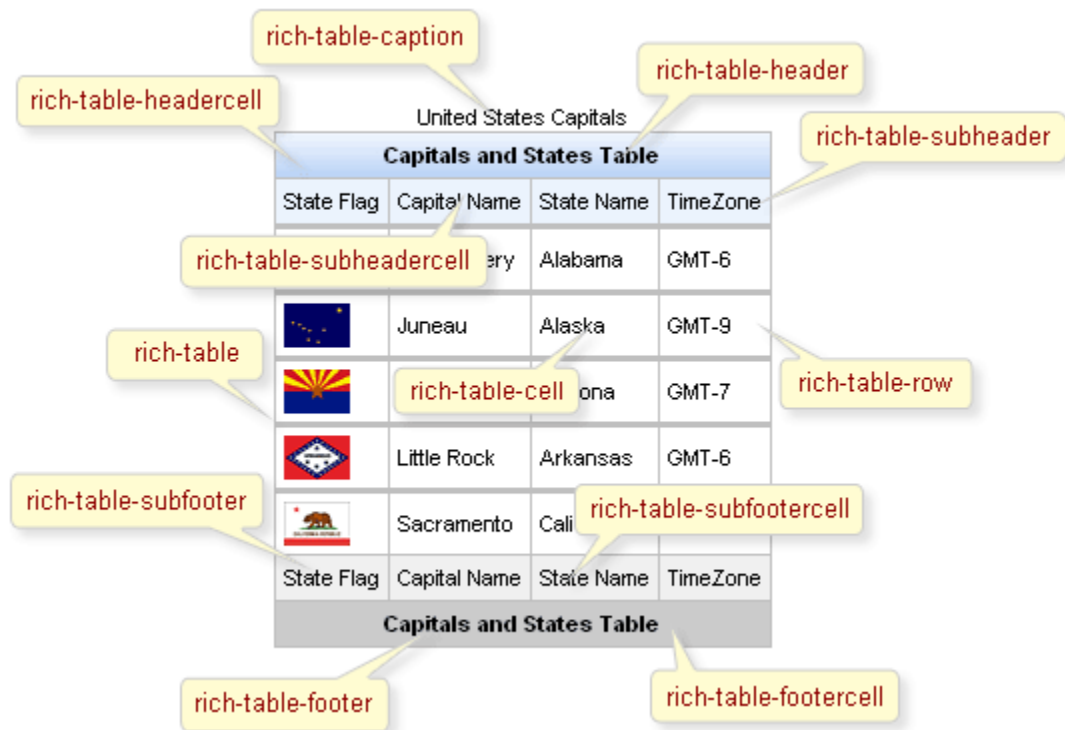 rich-table-caption
rich-table-header
rich-table-headercell
United States Capitals
rich-table-subheader
Capitals and States Table
State Flag Capital Name State Name TimeZone
rich-table-subheadercell
ery Alabama GMT-6
Juneau Alaska GMT-9
rich-table
rich-table-cell
rich-table-row
ona GMT-7
Little Rock Arkansas GMT-6
rich-table-subfooter
rich-table-subfootercell
Sacramento Cali
State Flag Capital Name State Name TimeZone
Capitals and States Table
rich-table-footer
rich-table-footercell